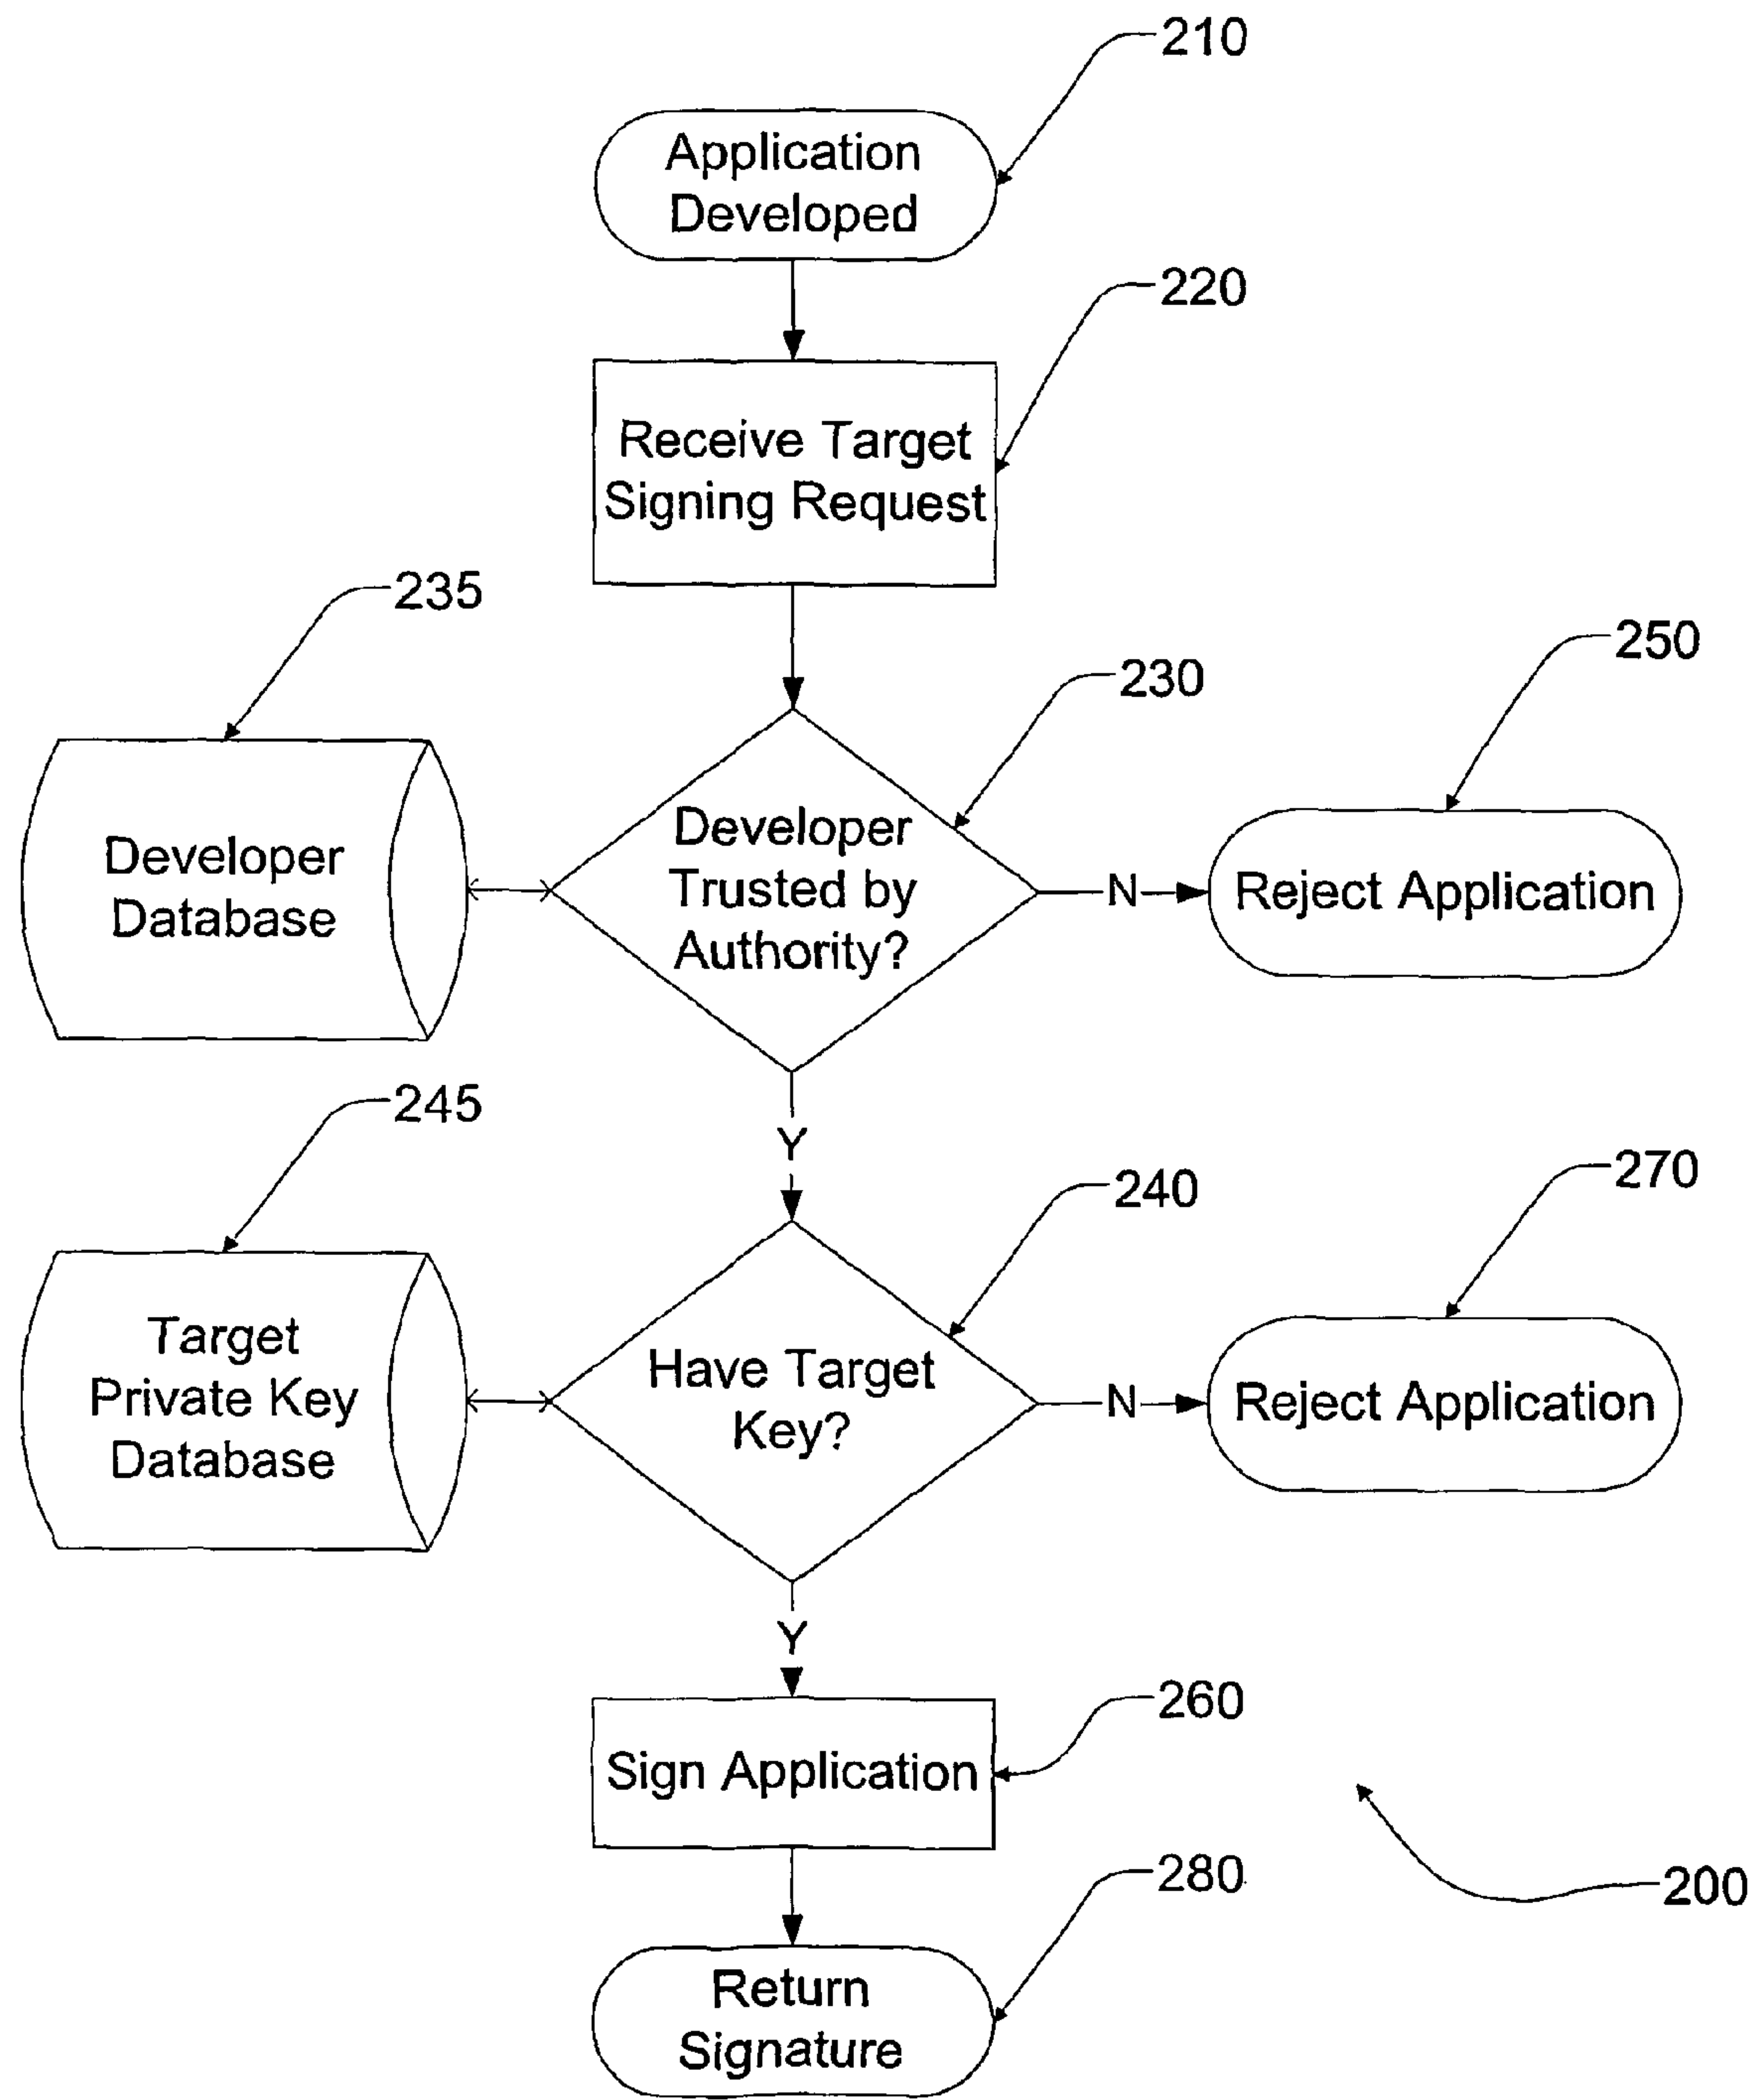 210
Application
Developed
220
Receive Target
Signing Request
235
250
230
Developer
Database
Developer
Trusted by
Authority?
N
Reject Application
Y
245
270
240
Target
Private Key
Database
Have Target
Key?
N
Reject Application
Y
260
Sign Application
280
200
Return
Signature